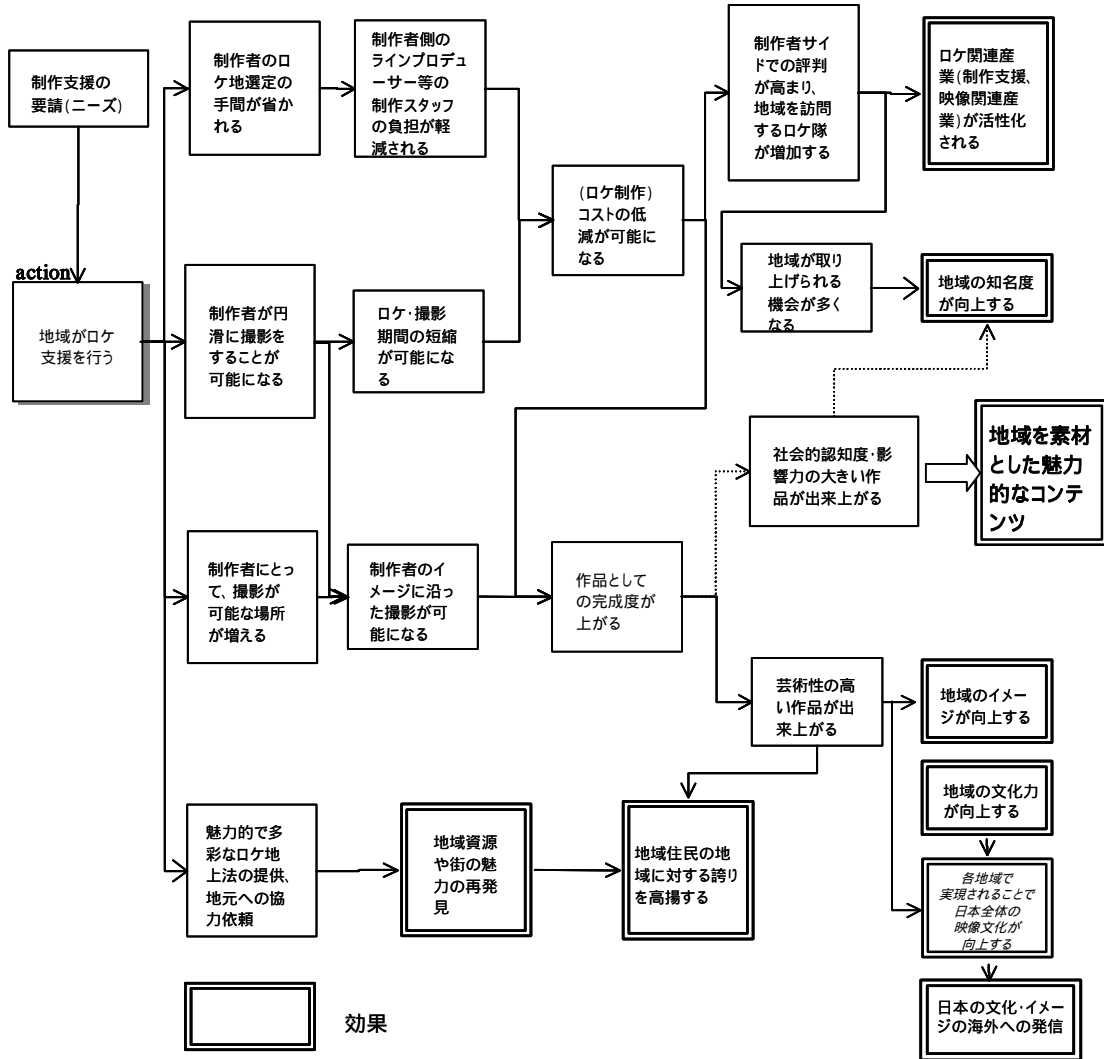 制作支援の
要請(ニーズ)
action
地域がロケ
支援を行う
制作者のロ
ケ地選定の
手間が省か
れる
制作者側の
ラインプロデュ
ーサー等の
制作スタッフ
の負担が軽
減される
制作者が円
滑に撮影を
することが
可能になる
ロケ・撮影
期間の短縮
が可能にな
る
(ロケ制作)
コストの低
減が可能に
なる
制作者サイ
ドでの評判
が高まり、
地域を訪問
するロケ隊
が増加する
ロケ関連産
業(制作支援、
映像関連産
業)が活性化
される
地域が取り
上げられる
機会が多く
なる
地域の知名度
が向上する
制作者にとっ
て、撮影が
可能な場所
が増える
制作者のイ
メージに沿っ
た撮影が可
能になる
作品として
の完成度が
上がる
社会的認知度・影
響力の大きい作
品が出来上がる
地域を素材
とした魅力
的なコンテ
ンツ
芸術性の高
い作品が出
来上がる
地域のイメー
ジが向上する
地域の文化力
が向上する
各地域で
実現されることで
日本全体の
映像文化が
向上する
日本の文化・イメー
ジの海外への発信
魅力的で多
彩なロケ地
上法の提供、
地元への協
力依頼
地域資源
や街の魅
力の再発
見
地域住民の地
域に対する誇り
を高揚する
効果